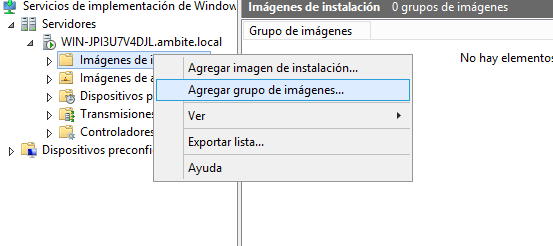 Servicios de implementación de Window
Servidores
WIN-JPI3U7V4DJL.ambite.local
Imágenes de i
Imágenes de a
Dispositivos p
Transmisiones
Controladores
Dispositivos preconfi
Agregar imagen de instalación...
Agregar grupo de imágenes...
Ver
Exportar lista...
Ayuda
Imágenes de instalación 0 grupos de imágenes
Grupo de imágenes
No hay elementos